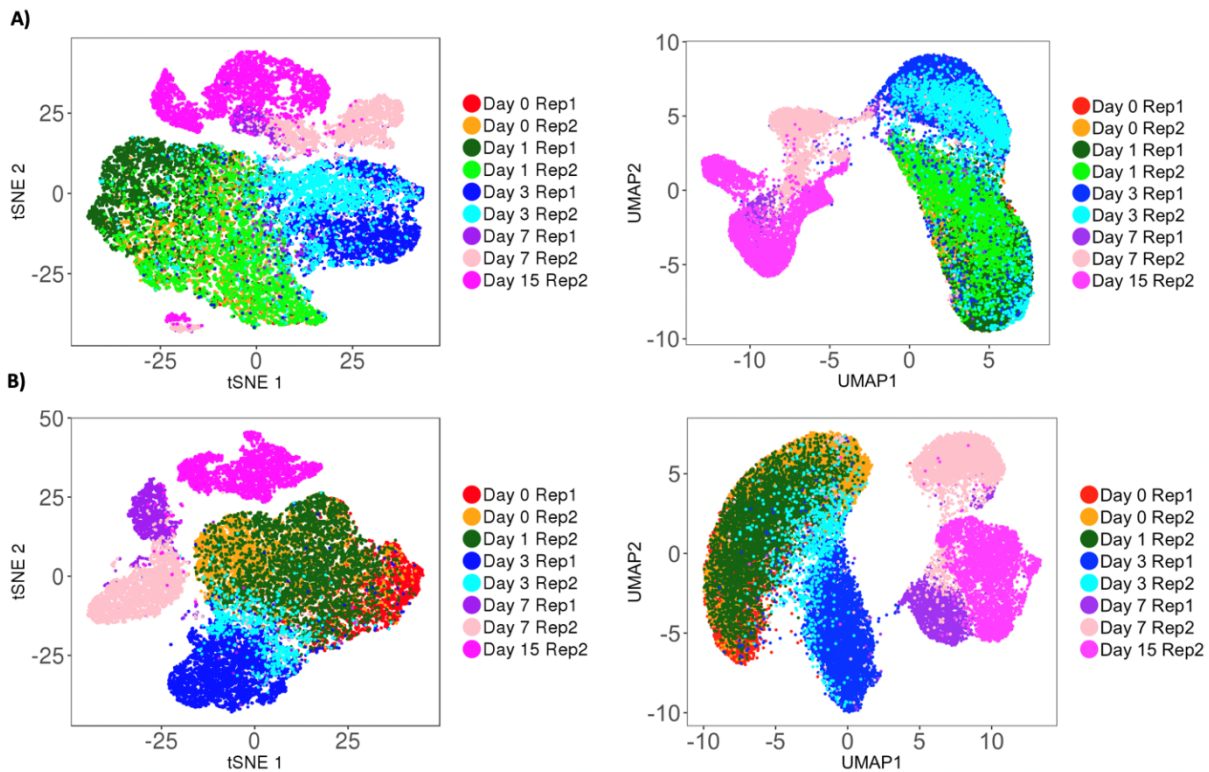 A)
25
0
-25
tSNE 2
-25
0
25
tSNE 1
Day 0 Rep1
Day 0 Rep2
Day 1 Rep1
Day 1 Rep2
Day 3 Rep1
Day 3 Rep2
Day 7 Rep1
Day 7 Rep2
Day 15 Rep2
10
5
0
-5
-10
UMAP2
-10
-5
0
5
UMAP1
Day 0 Rep1
Day 0 Rep2
Day 1 Rep1
Day 1 Rep2
Day 3 Rep1
Day 3 Rep2
Day 7 Rep1
Day 7 Rep2
Day 15 Rep2
B)
50
25
0
-25
tSNE 2
-25
0
25
tSNE 1
Day 0 Rep1
Day 0 Rep2
Day 1 Rep2
Day 3 Rep1
Day 3 Rep2
Day 7 Rep1
Day 7 Rep2
Day 15 Rep2
5
0
-5
-10
UMAP2
-10
-5
0
5
10
UMAP1
Day 0 Rep1
Day 0 Rep2
Day 1 Rep2
Day 3 Rep1
Day 3 Rep2
Day 7 Rep1
Day 7 Rep2
Day 15 Rep2